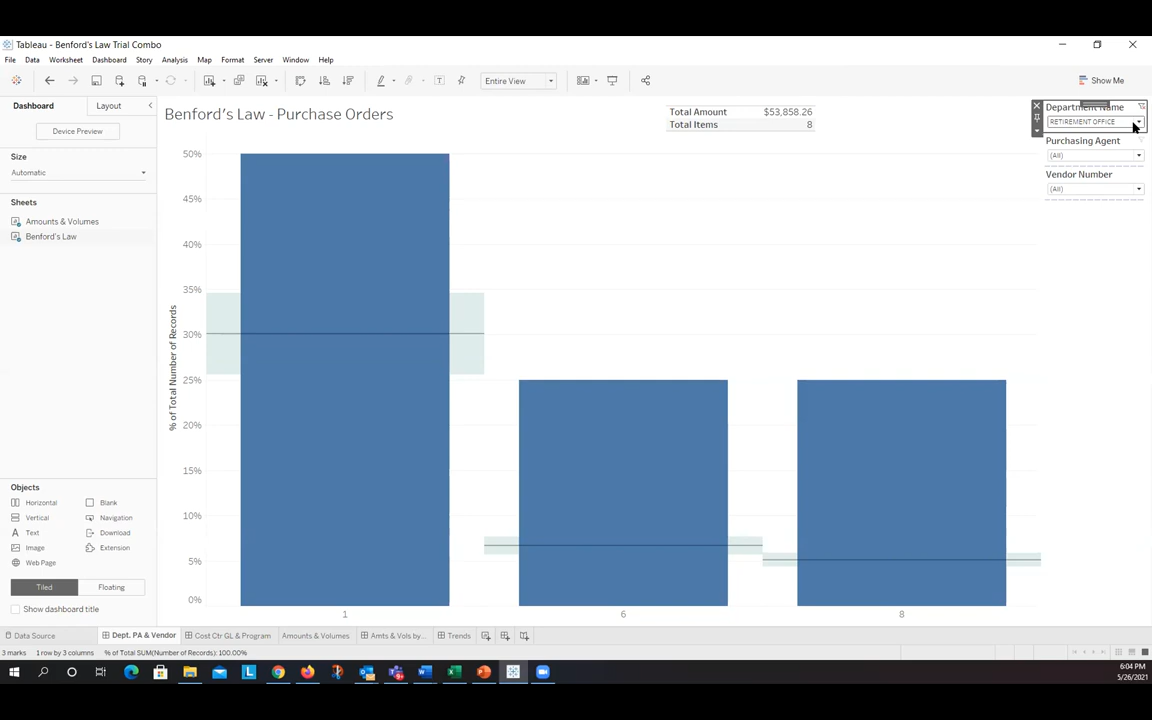 Tableau - Benford's Law Trial Combo
File Data Worksheet Dashboard Story Analysis Map Format Server Window Help
Entire View
Show Me
Dashboard Layout
Device Preview
Size
Automatic
Sheets
Amounts & Volumes
Benford's Law
Objects
Horizontal Blank
Vertical Navigation
Text Download
Image Extension
Web Page
Tiled Floating
Show dashboard title
Benford's Law - Purchase Orders
Total Amount $53,858.26
Total Items 8
Department Name
RETIREMENT OFFICE
Purchasing Agent
(All)
Vendor Number
(All)
% of Total Number of Records
50%
45%
40%
35%
30%
25%
20%
15%
10%
5%
0%
1 6 8
Data Source Dept. PA & Vendor Cost Ctr GL & Program Amounts & Volumes Amts & Vols by... Trends
3 marks 1 row by 3 columns % of Total SUM(Number of Records): 100.00%
6:04 PM
5/26/2021